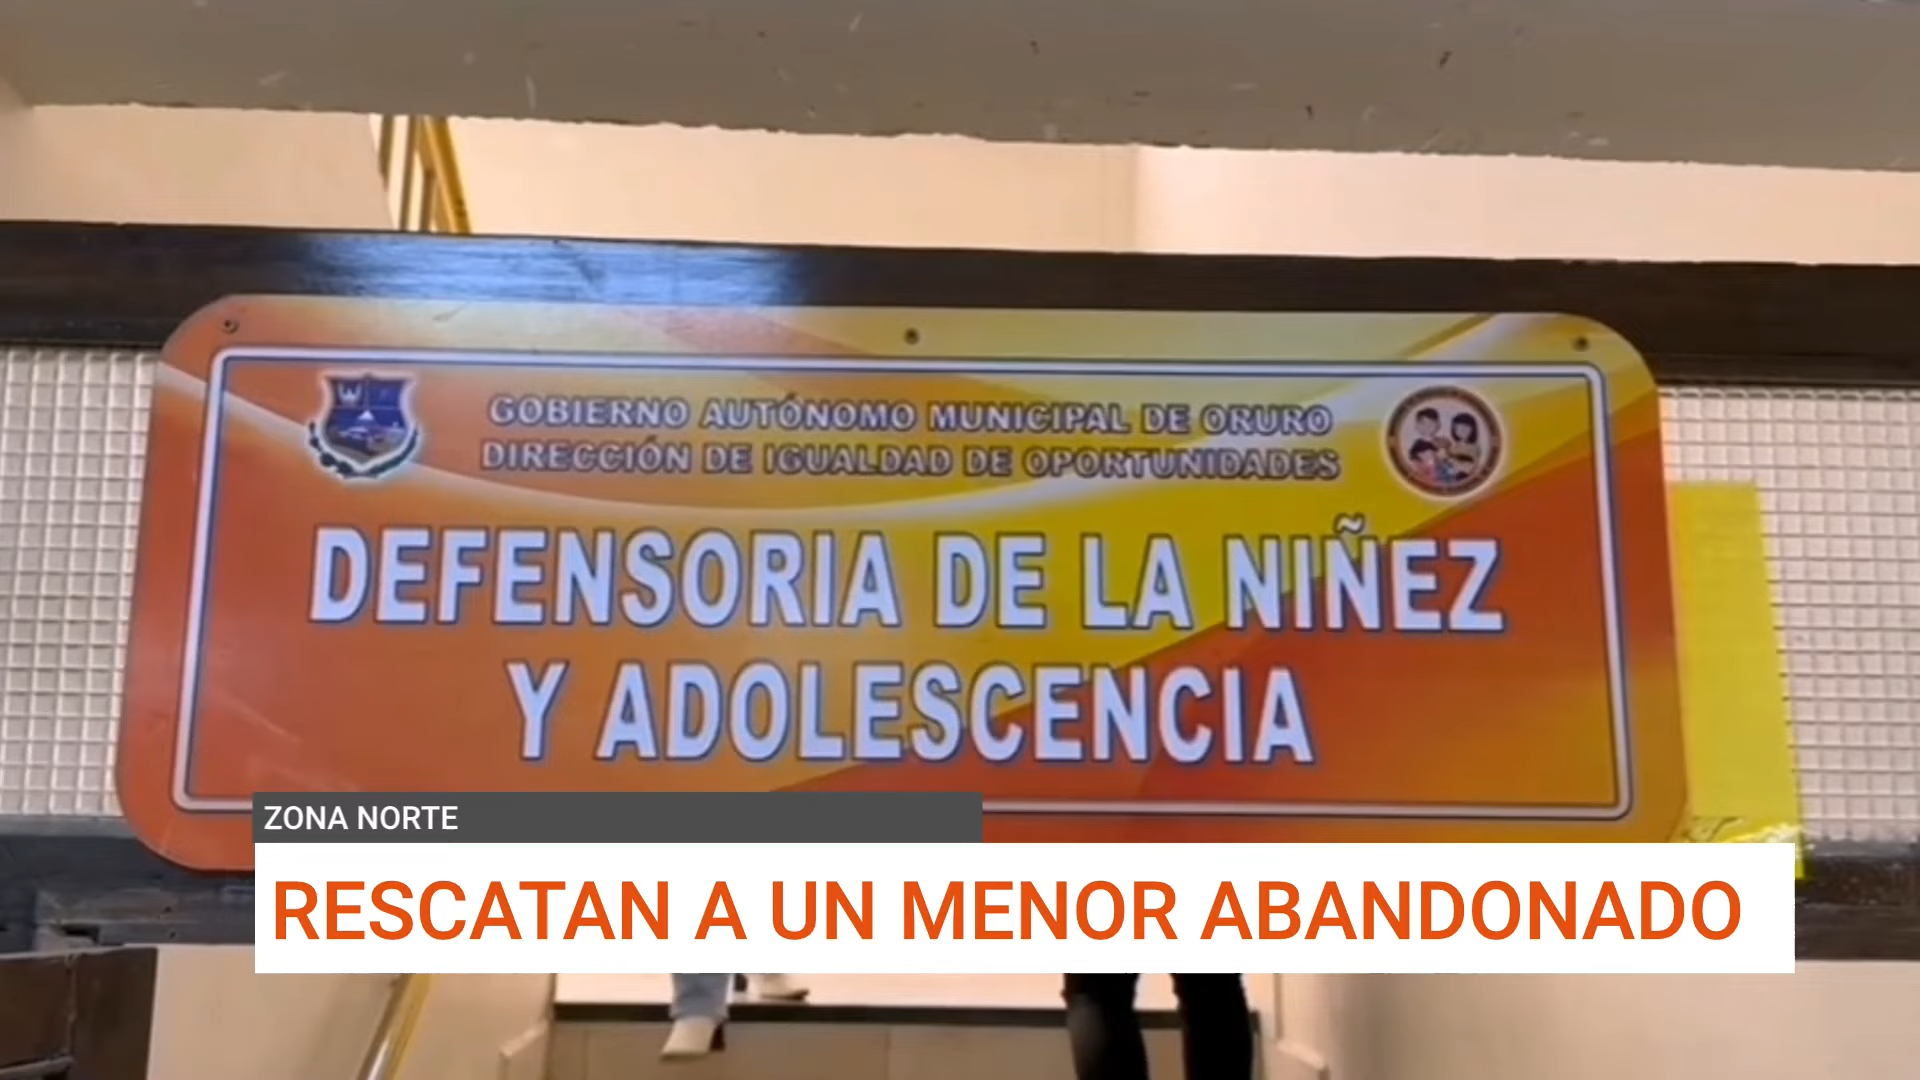 GOBIERNO AUTÓNOMO MUNICIPAL DE ORURO
DIRECCIÓN DE IGUALDAD DE OPORTUNIDADES
DEFENSORIA DE LA NIÑEZ
Y ADOLESCENCIA
ZONA NORTE
RESCATAN A UN MENOR ABANDONADO